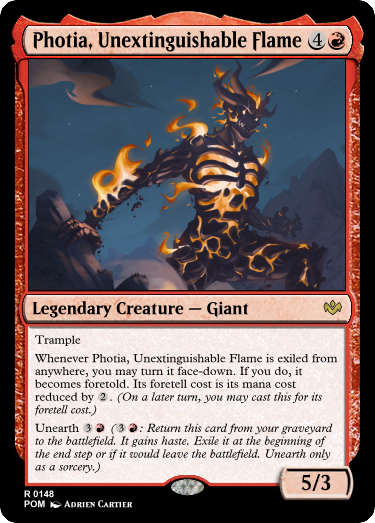 Photia, Unextinguishable Flame 4
Legendary Creature — Giant
Trample
Whenever Photia, Unextinguishable Flame is exiled from
anywhere, you may turn it face-down. If you do, it
becomes foretold. Its foretell cost is its mana cost
reduced by 2. (On a later turn, you may cast this for
its foretell cost.)
Unearth 3 (3 : Return this card from your graveyard
to the battlefield. It gains haste. Exile it at the beginning of
the end step or if it would leave the battlefield. Unearth only
as a sorcery.)
5/3
R 0148
POM Adrien Cartier